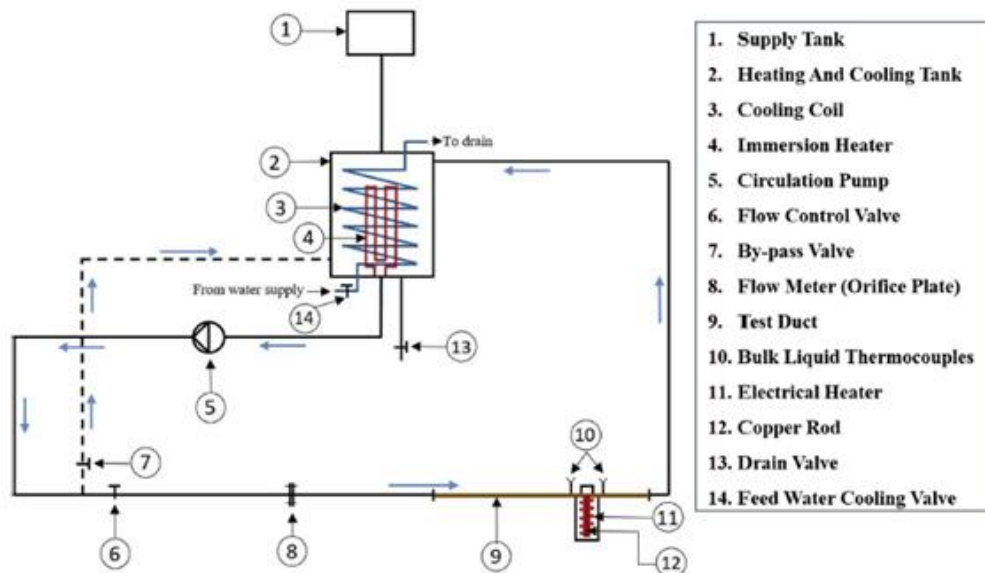 1
To drain
2
3
4
From water supply
14
13
5
7
10
11
6
8
9
12
1. Supply Tank
2. Heating And Cooling Tank
3. Cooling Coil
4. Immersion Heater
5. Circulation Pump
6. Flow Control Valve
7. By-pass Valve
8. Flow Meter (Orifice Plate)
9. Test Duct
10. Bulk Liquid Thermocouples
11. Electrical Heater
12. Copper Rod
13. Drain Valve
14. Feed Water Cooling Valve